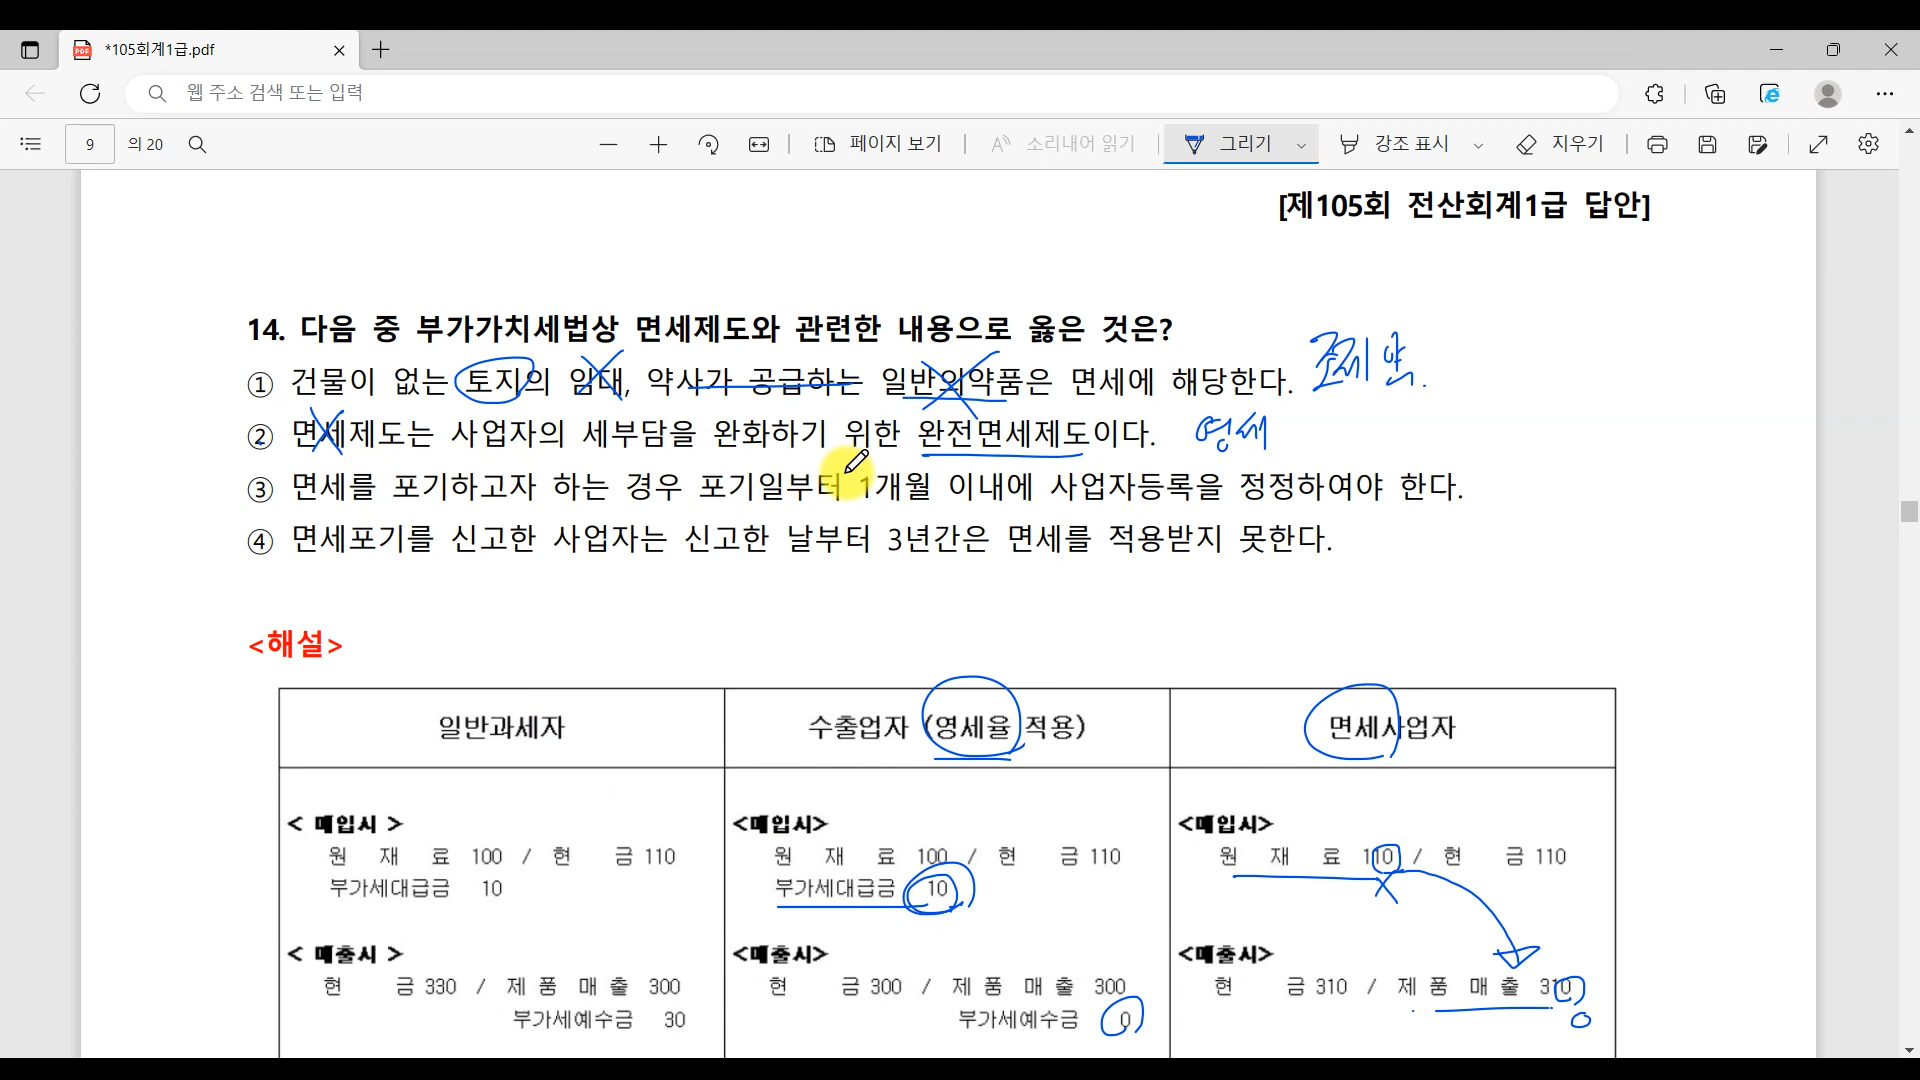 *105회계1급.pdf
웹 주소 검색 또는 입력
9 의 20 페이지 보기 소리내어 읽기 그리기 강조 표시 지우기
[제105회 전산회계1급 답안]
14. 다음 중 부가가치세법상 면세제도와 관련한 내용으로 옳은 것은?
① 건물이 없는 토지의 임대, 약사가 공급하는 일반의약품은 면세에 해당한다.
② 면세제도는 사업자의 세부담을 완화하기 위한 완전면세제도이다. 영세
③ 면세를 포기하고자 하는 경우 포기일부터 1개월 이내에 사업자등록을 정정하여야 한다.
④ 면세포기를 신고한 사업자는 신고한 날부터 3년간은 면세를 적용받지 못한다.
<해설>
일반과세자 수출업자 (영세율 적용) 면세사업자
< 매입시 > <매입시> <매입시>
원 재 료 100 / 현 금 110 원 재 료 100 / 현 금 110 원 재 료 110 / 현 금 110
부가세대급금 10 부가세대급금 10
< 매출시 > <매출시> <매출시>
현 금 330 / 제 품 매 출 300 현 금 300 / 제 품 매 출 300 현 금 310 / 제 품 매 출 310
부가세예수금 30 부가세예수금 0